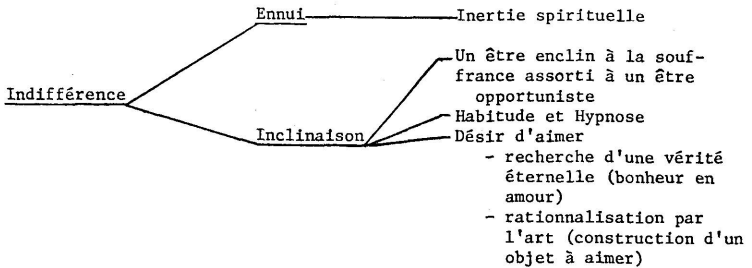 Ennui
Inertie spirituelle
Indifférence
Inclinaison
Un être enclin à la souf-
france assorti à un être
opportuniste
Habitude et Hypnose
Désir d'aimer
- recherche d'une vérité
éternelle (bonheur en
amour)
- rationnalisation par
l'art (construction d'un
objet à aimer)